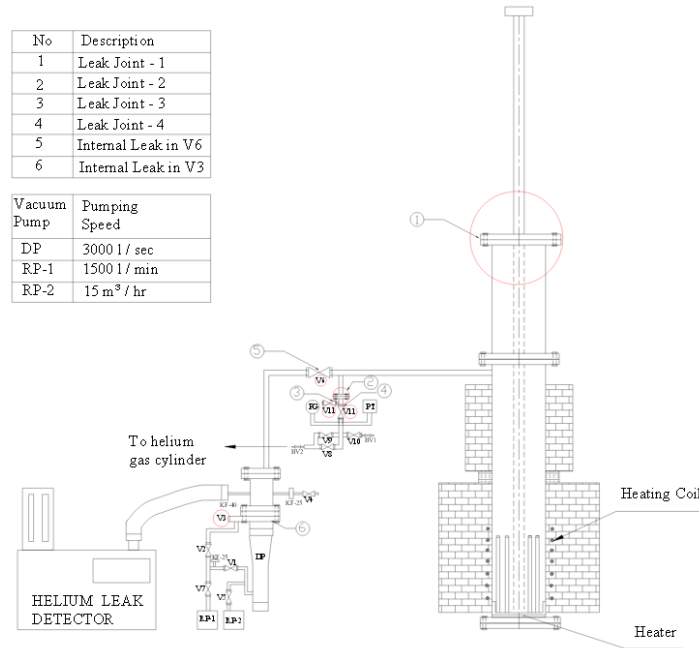 No Description
1 Leak Joint - 1
2 Leak Joint - 2
3 Leak Joint - 3
4 Leak Joint - 4
5 Internal Leak in V6
6 Internal Leak in V3
Vacuum Pump Pumping Speed
DP 3000 l / sec
RP-1 1500 l / min
RP-2 15 m³ / hr
1
5
V6
2
3
4
PG
V11
V11
PT
V9
V10
BV1
BV2
V8
To helium
gas cylinder
KF-40
KF-25
V4
V3
6
Heating Coil
V2
KF-25
V1
DP
V7
V5
HELIUM LEAK
DETECTOR
RP-1
RP-2
Heater